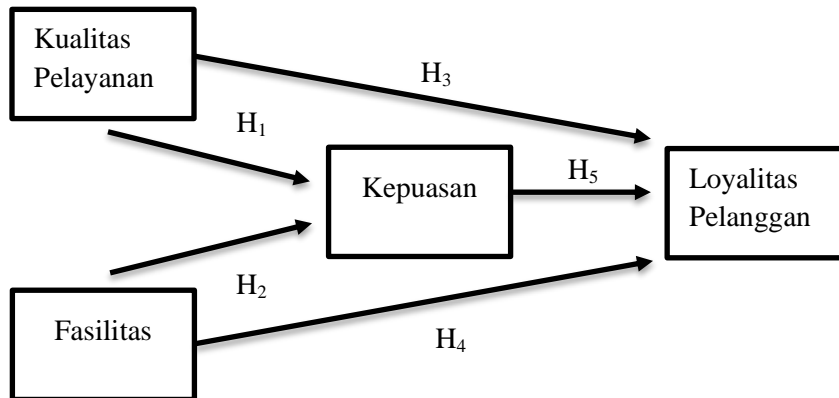 Kualitas
Pelayanan
H₃
H₁
Kepuasan
H₅
Loyalitas
Pelanggan
H₂
Fasilitas
H₄